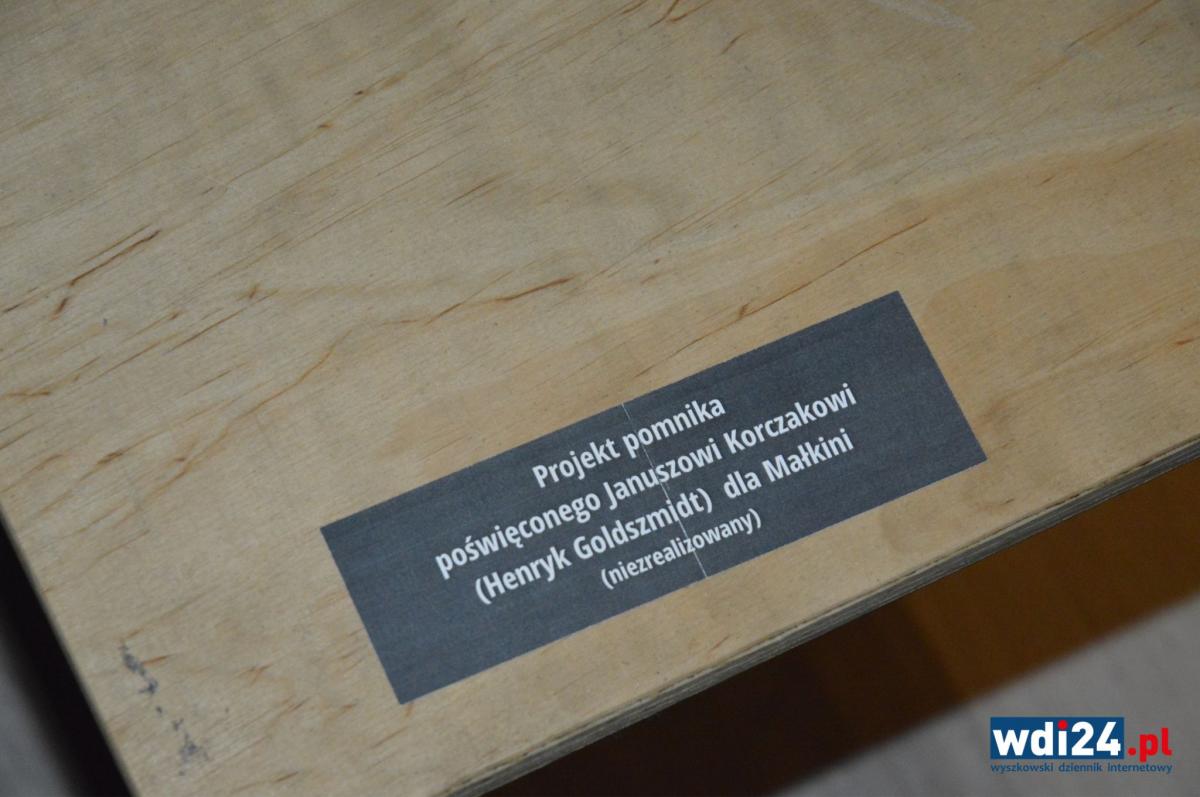 Projekt pomnika
poświęconego Januszowi Korczakowi
(Henryk Goldszmidt) dla Małkini
(niezrealizowany)
wdi24.pl
wyszkowski dziennik internetowy